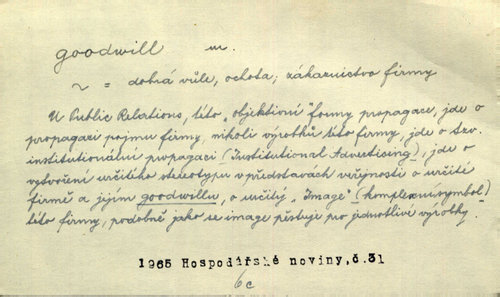 goodwill m.
~ = dobrá vůle, ochota; zákaznictvo firmy
U Public Relations, této „objektivní" formy propagace, jde o
propagaci pojmu firmy, nikoli výrobků této firmy, jde o tzv.
institucionální propagaci (Institutional Advertising), jde o
vytvoření určitého stereotypu v představách veřejnosti o určité
firmě a jejím goodwillu, o určitý „Image" (komplexní symbol)
této firmy, podobně jako se image pěstuje pro jednotlivé výrobky.
1965 Hospodářské noviny, č. 31
6c